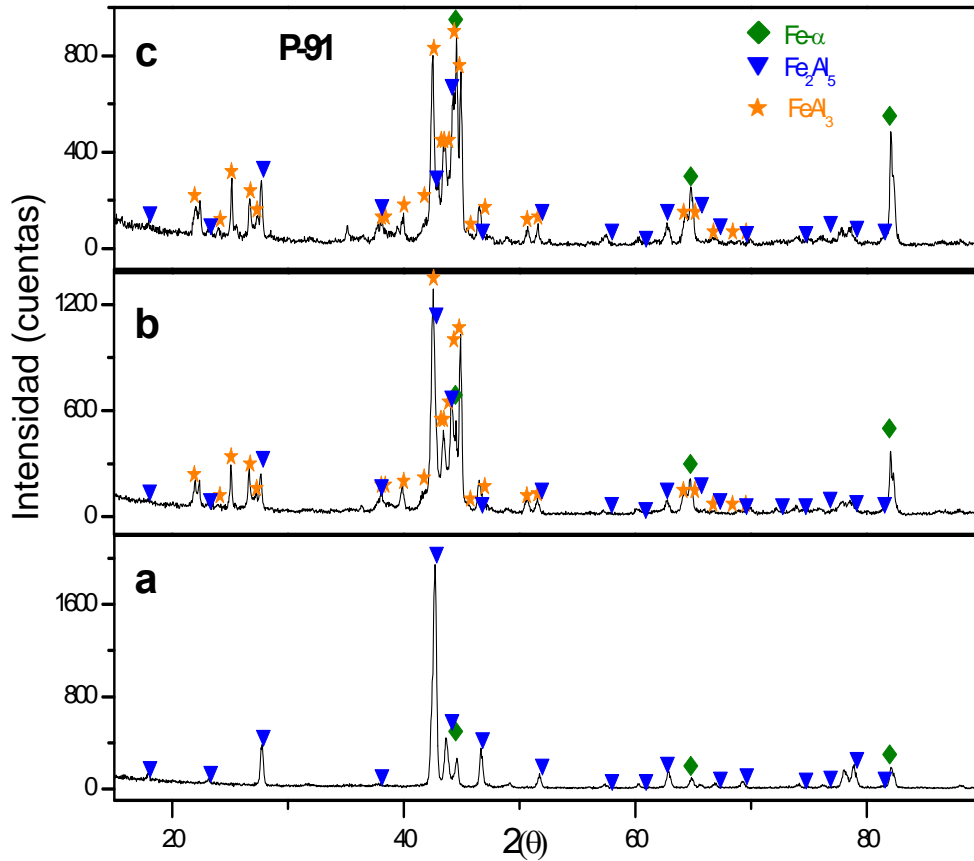 c
P-91
Fe-α
Fe₂Al₅
FeAl₃
800
400
0
b
1200
600
0
a
1600
800
0
Intensidad (cuentas)
20
40
60
80
2(θ)